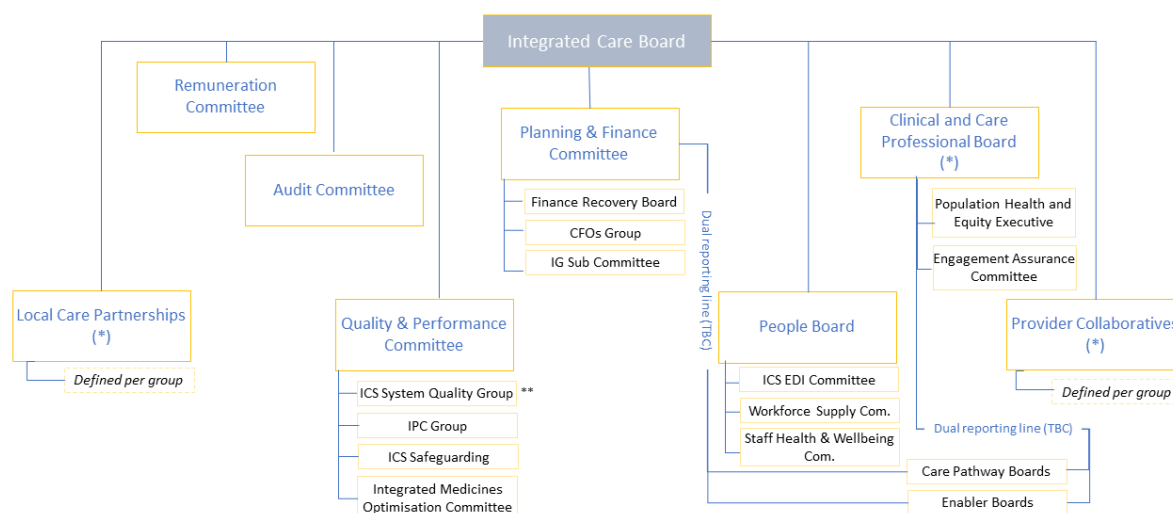 Integrated Care Board
Remuneration
Committee
Audit Committee
Planning & Finance
Committee
Finance Recovery Board
CFOs Group
IG Sub Committee
Dual reporting line (TBC)
Clinical and Care
Professional Board
(*)
Population Health and
Equity Executive
Engagement Assurance
Committee
Local Care Partnerships
(*)
Defined per group
Quality & Performance
Committee
ICS System Quality Group **
IPC Group
ICS Safeguarding
Integrated Medicines
Optimisation Committee
People Board
ICS EDI Committee
Workforce Supply Com.
Staff Health & Wellbeing
Com.
Provider Collaboratives
(*)
Defined per group
Dual reporting line (TBC)
Care Pathway Boards
Enabler Boards